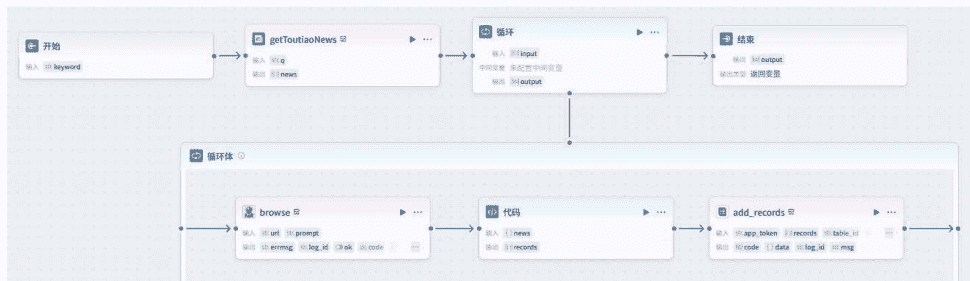 开始
输入 keyword
getToutiaoNews
输入 q
输出 news
循环
输入 input
中间变量 未配置中间变量
输出 output
结束
输出 output
输出类型 返回变量
循环体
browse
输入 url prompt
输出 errmsg log_id ok code
代码
输入 news
输出 records
add_records
输入 app_token records table_id
输出 code data log_id msg